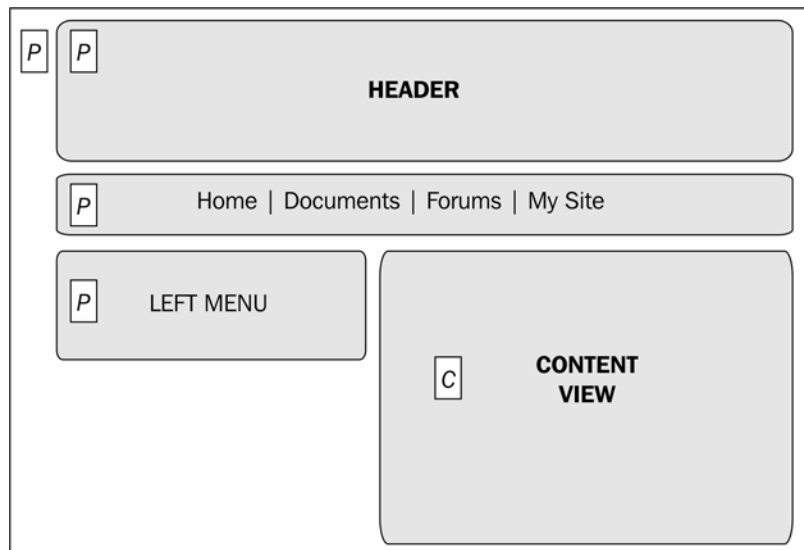 P
P
HEADER
P
Home | Documents | Forums | My Site
P
LEFT MENU
C
CONTENT
VIEW